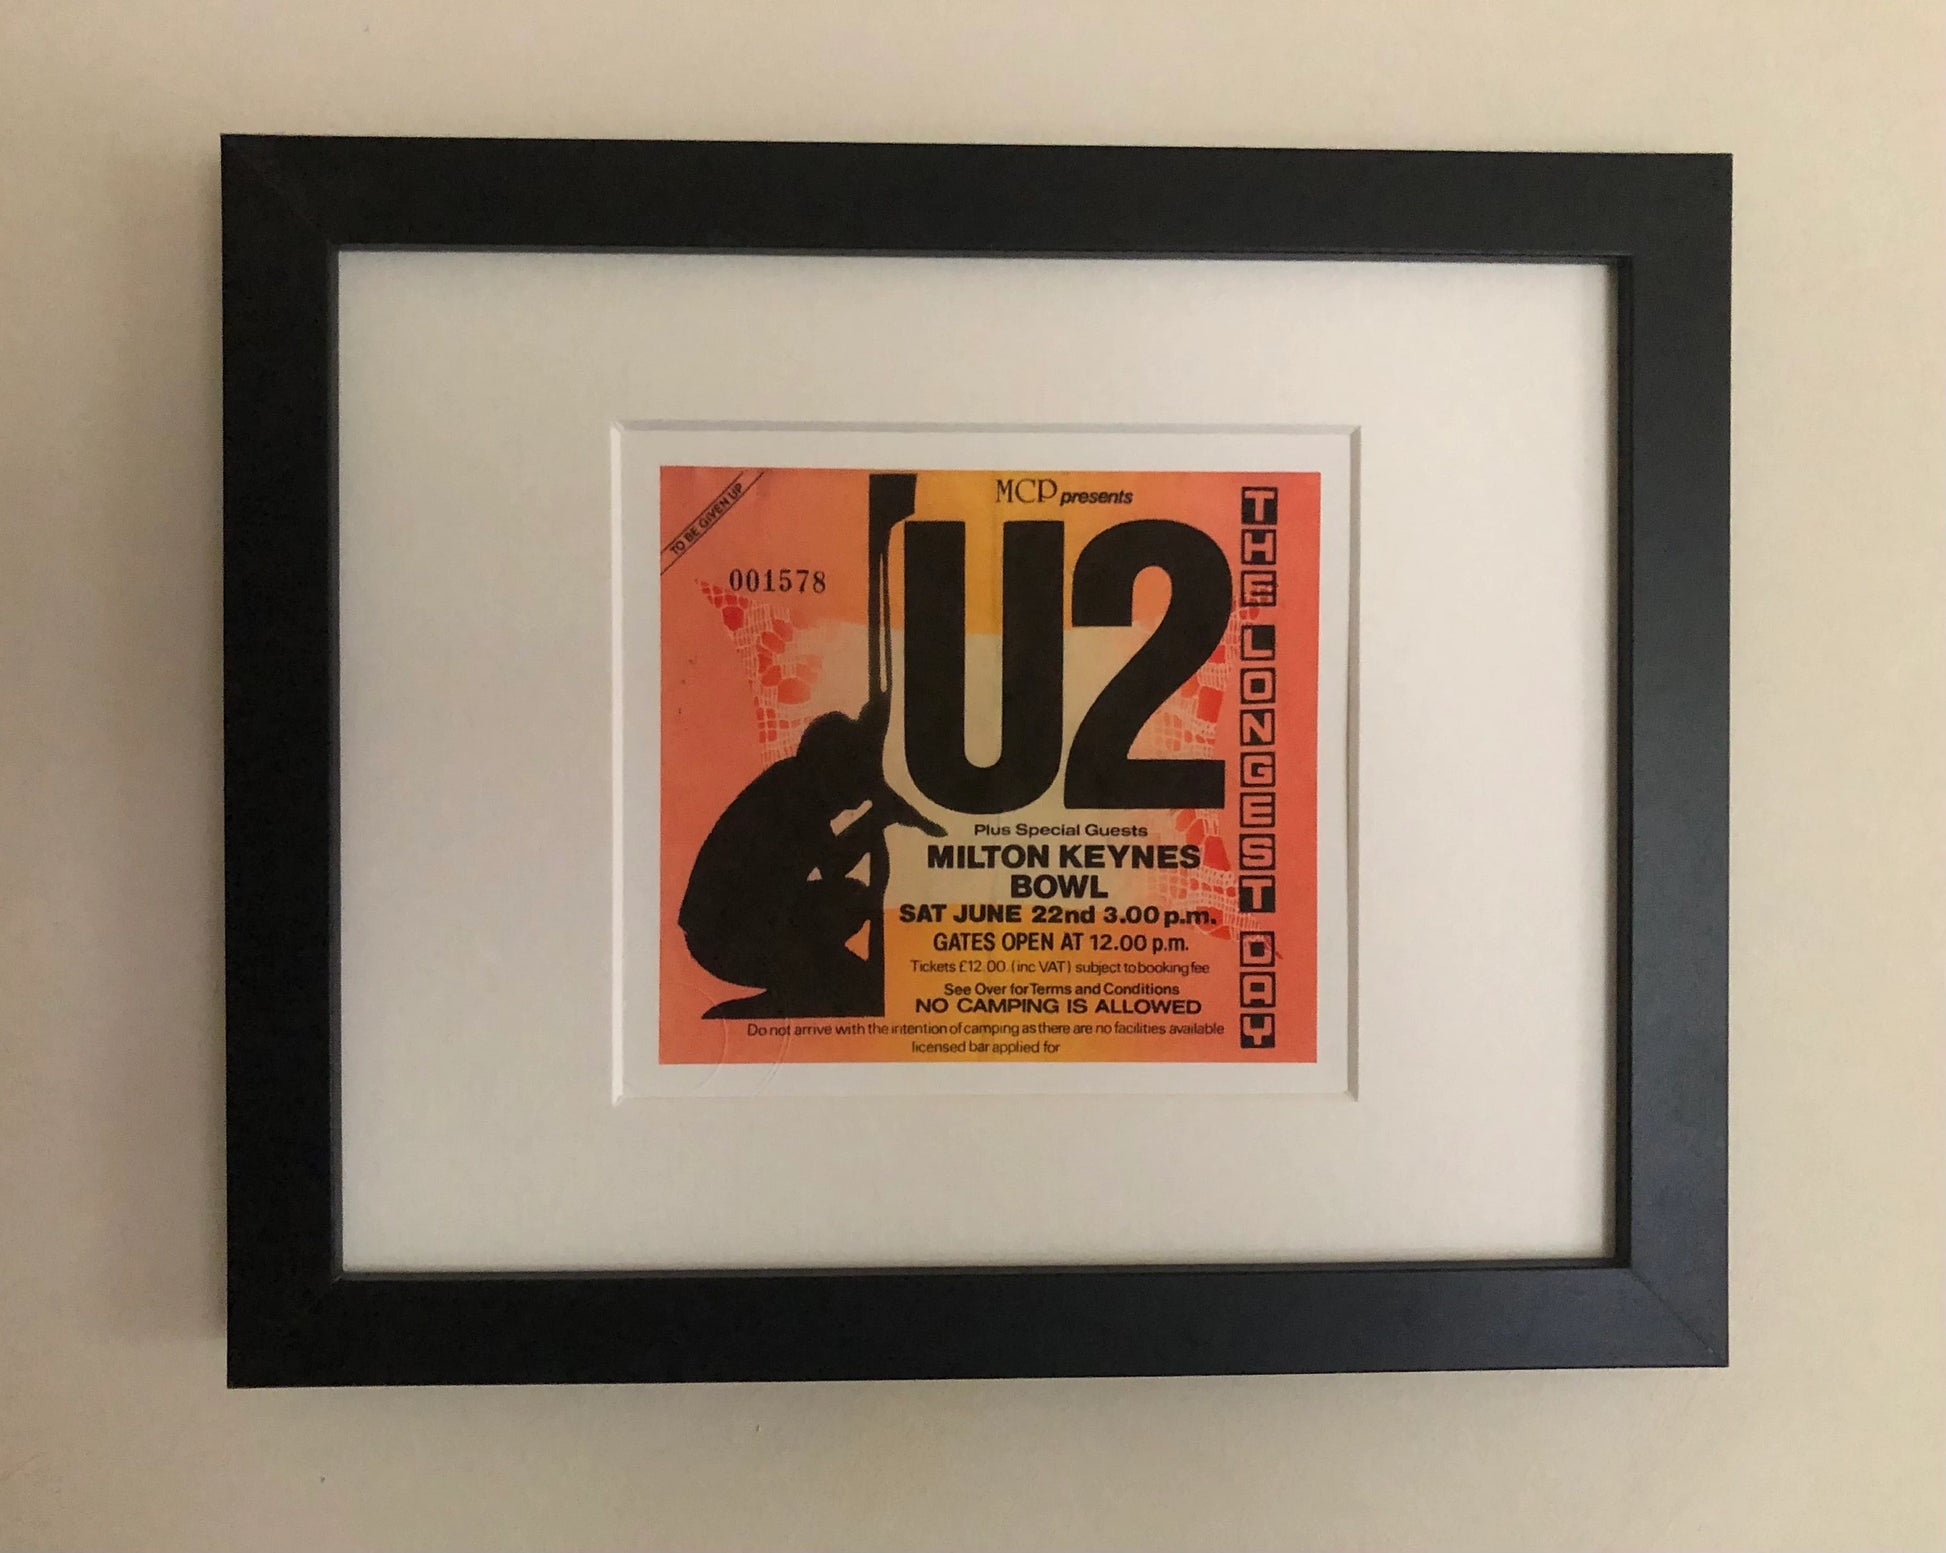 TO BE GIVEN UP
001578
MCP presents
U2
THE LONGEST DAY
Plus Special Guests
MILTON KEYNES
BOWL
SAT JUNE 22nd 3.00 p.m.
GATES OPEN AT 12.00 p.m.
Tickets £12.00. (inc VAT) subject to booking fee
See Over for Terms and Conditions
NO CAMPING IS ALLOWED
Do not arrive with the intention of camping as there are no facilities available
licensed bar applied for